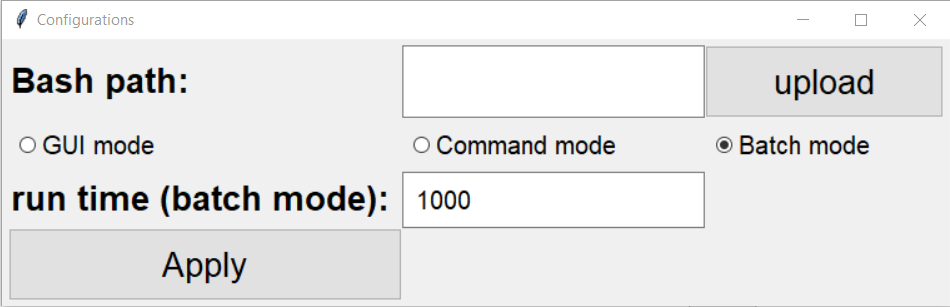 Configurations
Bash path:
upload
GUI mode
Command mode
Batch mode
run time (batch mode):
1000
Apply